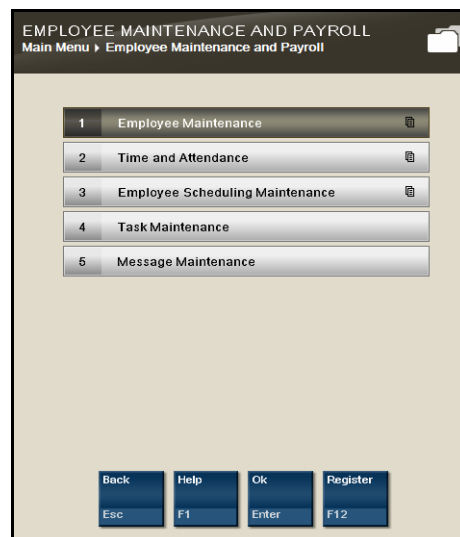 EMPLOYEE MAINTENANCE AND PAYROLL
Main Menu ▸ Employee Maintenance and Payroll
1 Employee Maintenance
2 Time and Attendance
3 Employee Scheduling Maintenance
4 Task Maintenance
5 Message Maintenance
Back Help Ok Register
Esc F1 Enter F12